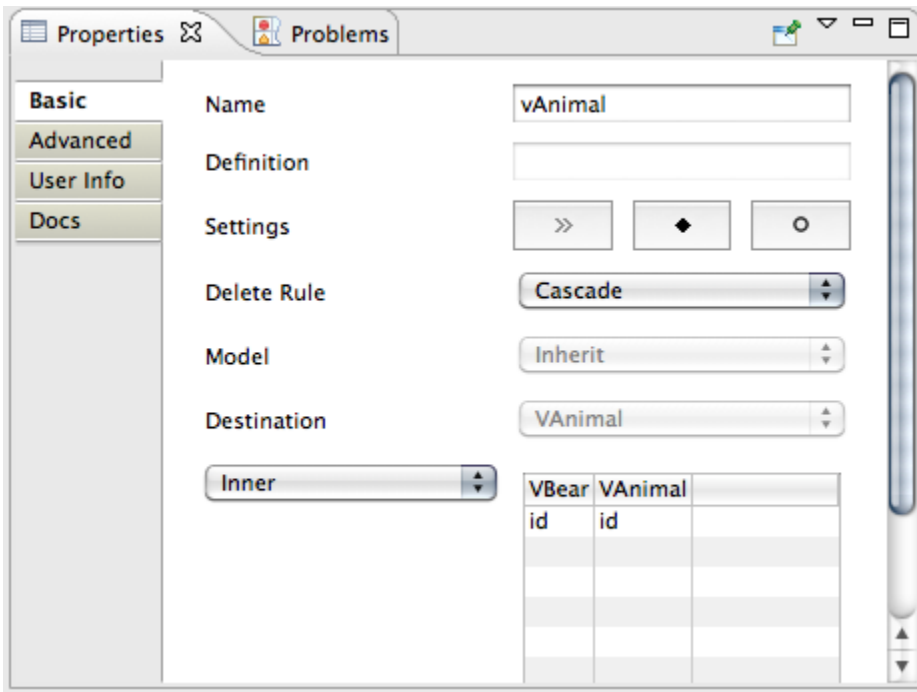 Properties Problems
Basic
Advanced
User Info
Docs
Name vAnimal
Definition
Settings
Delete Rule Cascade
Model Inherit
Destination VAnimal
Inner
VBear VAnimal
id id